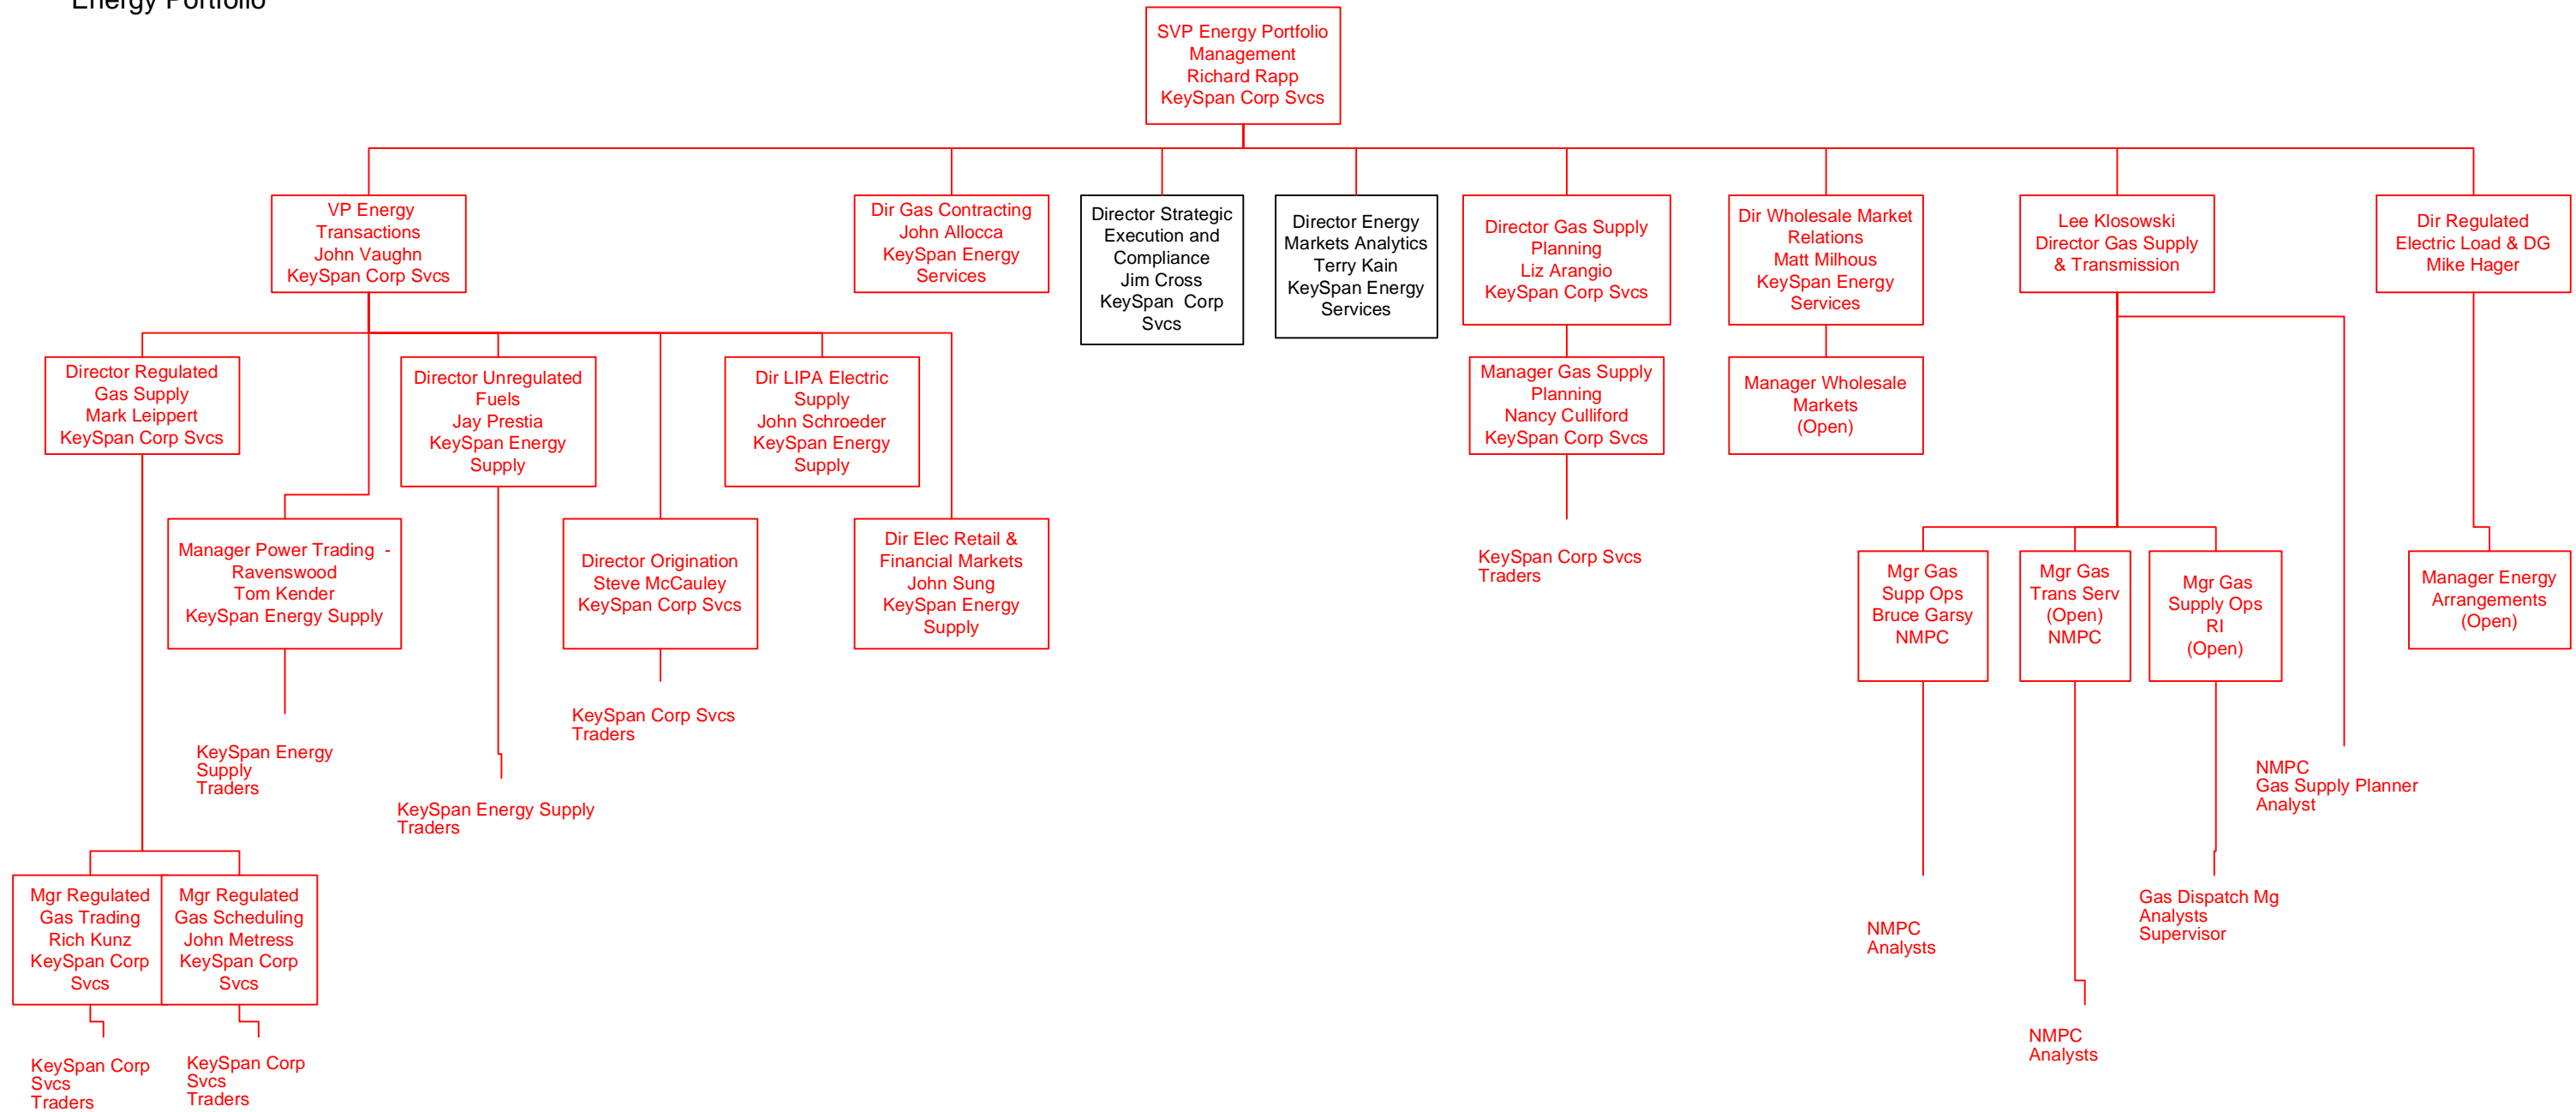 Energy Portfolio
SVP Energy Portfolio
Management
Richard Rapp
KeySpan Corp Svcs
VP Energy
Transactions
John Vaughn
KeySpan Corp Svcs
Dir Gas Contracting
John Allocca
KeySpan Energy
Services
Director Strategic
Execution and
Compliance
Jim Cross
KeySpan  Corp
Svcs
Director Energy
Markets Analytics
Terry Kain
KeySpan Energy
Services
Director Gas Supply
Planning
Liz Arangio
KeySpan Corp Svcs
Dir Wholesale Market
Relations
Matt Milhous
KeySpan Energy
Services
Lee Klosowski
Director Gas Supply
& Transmission
Dir Regulated
Electric Load & DG
Mike Hager
Director Regulated
Gas Supply
Mark Leippert
KeySpan Corp Svcs
Director Unregulated
Fuels
Jay Prestia
KeySpan Energy
Supply
Dir LIPA Electric
Supply
John Schroeder
KeySpan Energy
Supply
Manager Gas Supply
Planning
Nancy Culliford
KeySpan Corp Svcs
Manager Wholesale
Markets
(Open)
Manager Power Trading  -
Ravenswood
Tom Kender
KeySpan Energy Supply
Director Origination
Steve McCauley
KeySpan Corp Svcs
Dir Elec Retail &
Financial Markets
John Sung
KeySpan Energy
Supply
KeySpan Corp Svcs
Traders
Mgr Gas
Supp Ops
Bruce Garsy
NMPC
Mgr Gas
Trans Serv
(Open)
NMPC
Mgr Gas
Supply Ops
RI
(Open)
Manager Energy
Arrangements
(Open)
KeySpan Corp Svcs
Traders
KeySpan Energy
Supply
Traders
KeySpan Energy Supply
Traders
NMPC
Gas Supply Planner
Analyst
Mgr Regulated
Gas Trading
Rich Kunz
KeySpan Corp
Svcs
Mgr Regulated
Gas Scheduling
John Metress
KeySpan Corp
Svcs
NMPC
Analysts
Gas Dispatch Mg
Analysts
Supervisor
NMPC
Analysts
KeySpan Corp
Svcs
Traders
KeySpan Corp
Svcs
Traders